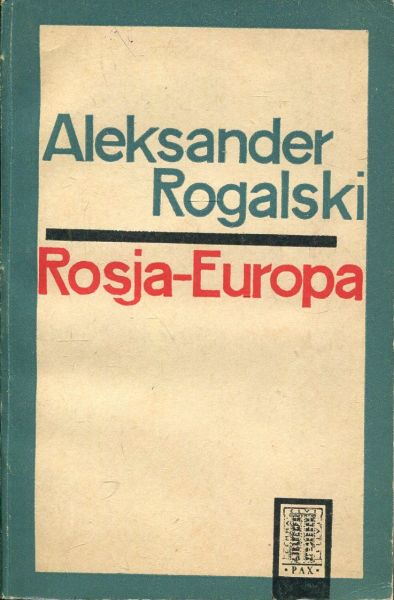 Aleksander
Rogalski
Rosja-Europa
• PAX •